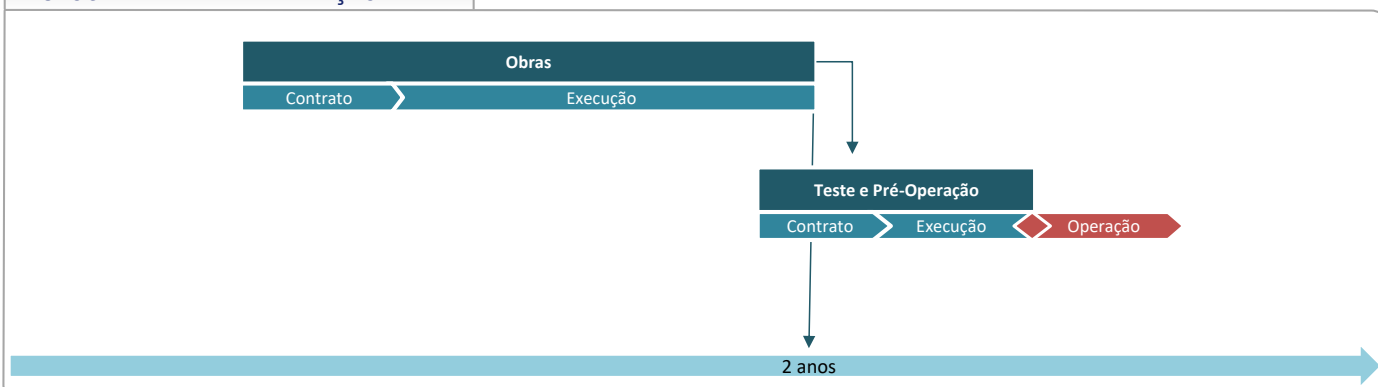 Obras
Contrato Execução
Teste e Pré-Operação
Contrato Execução Operação
2 anos